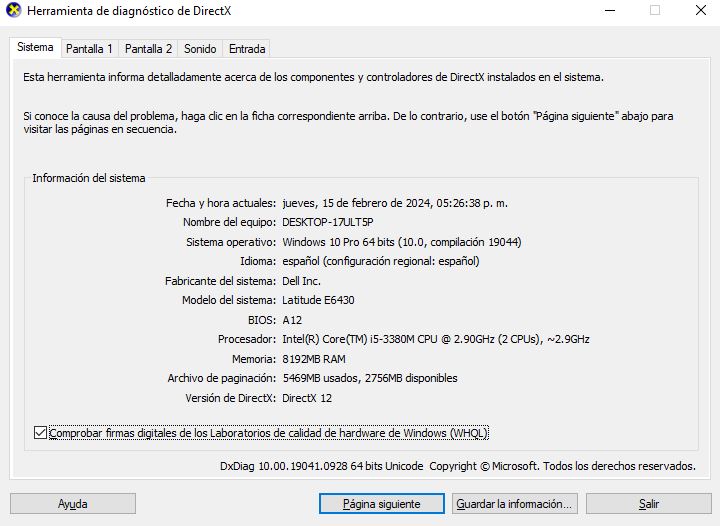 Herramienta de diagnóstico de DirectX
Sistema Pantalla 1 Pantalla 2 Sonido Entrada
Esta herramienta informa detalladamente acerca de los componentes y controladores de DirectX instalados en el sistema.
Si conoce la causa del problema, haga clic en la ficha correspondiente arriba. De lo contrario, use el botón "Página siguiente" abajo para
visitar las páginas en secuencia.
Información del sistema
Fecha y hora actuales: jueves, 15 de febrero de 2024, 05:26:38 p. m.
Nombre del equipo: DESKTOP-17ULT5P
Sistema operativo: Windows 10 Pro 64 bits (10.0, compilación 19044)
Idioma: español (configuración regional: español)
Fabricante del sistema: Dell Inc.
Modelo del sistema: Latitude E6430
BIOS: A12
Procesador: Intel(R) Core(TM) i5-3380M CPU @ 2.90GHz (2 CPUs), ~2.9GHz
Memoria: 8192MB RAM
Archivo de paginación: 5469MB usados, 2756MB disponibles
Versión de DirectX: DirectX 12
Comprobar firmas digitales de los Laboratorios de calidad de hardware de Windows (WHQL)
DxDiag 10.00.19041.0928 64 bits Unicode Copyright © Microsoft. Todos los derechos reservados.
Ayuda Página siguiente Guardar la información... Salir